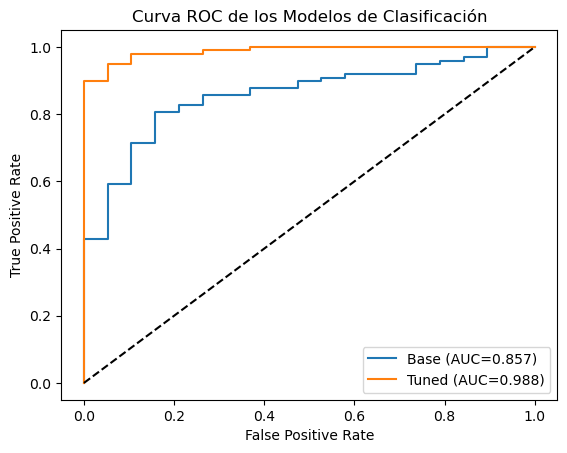 Curva ROC de los Modelos de Clasificación
True Positive Rate
1.0
0.8
0.6
0.4
0.2
0.0
Base (AUC=0.857)
Tuned (AUC=0.988)
0.0 0.2 0.4 0.6 0.8 1.0
False Positive Rate